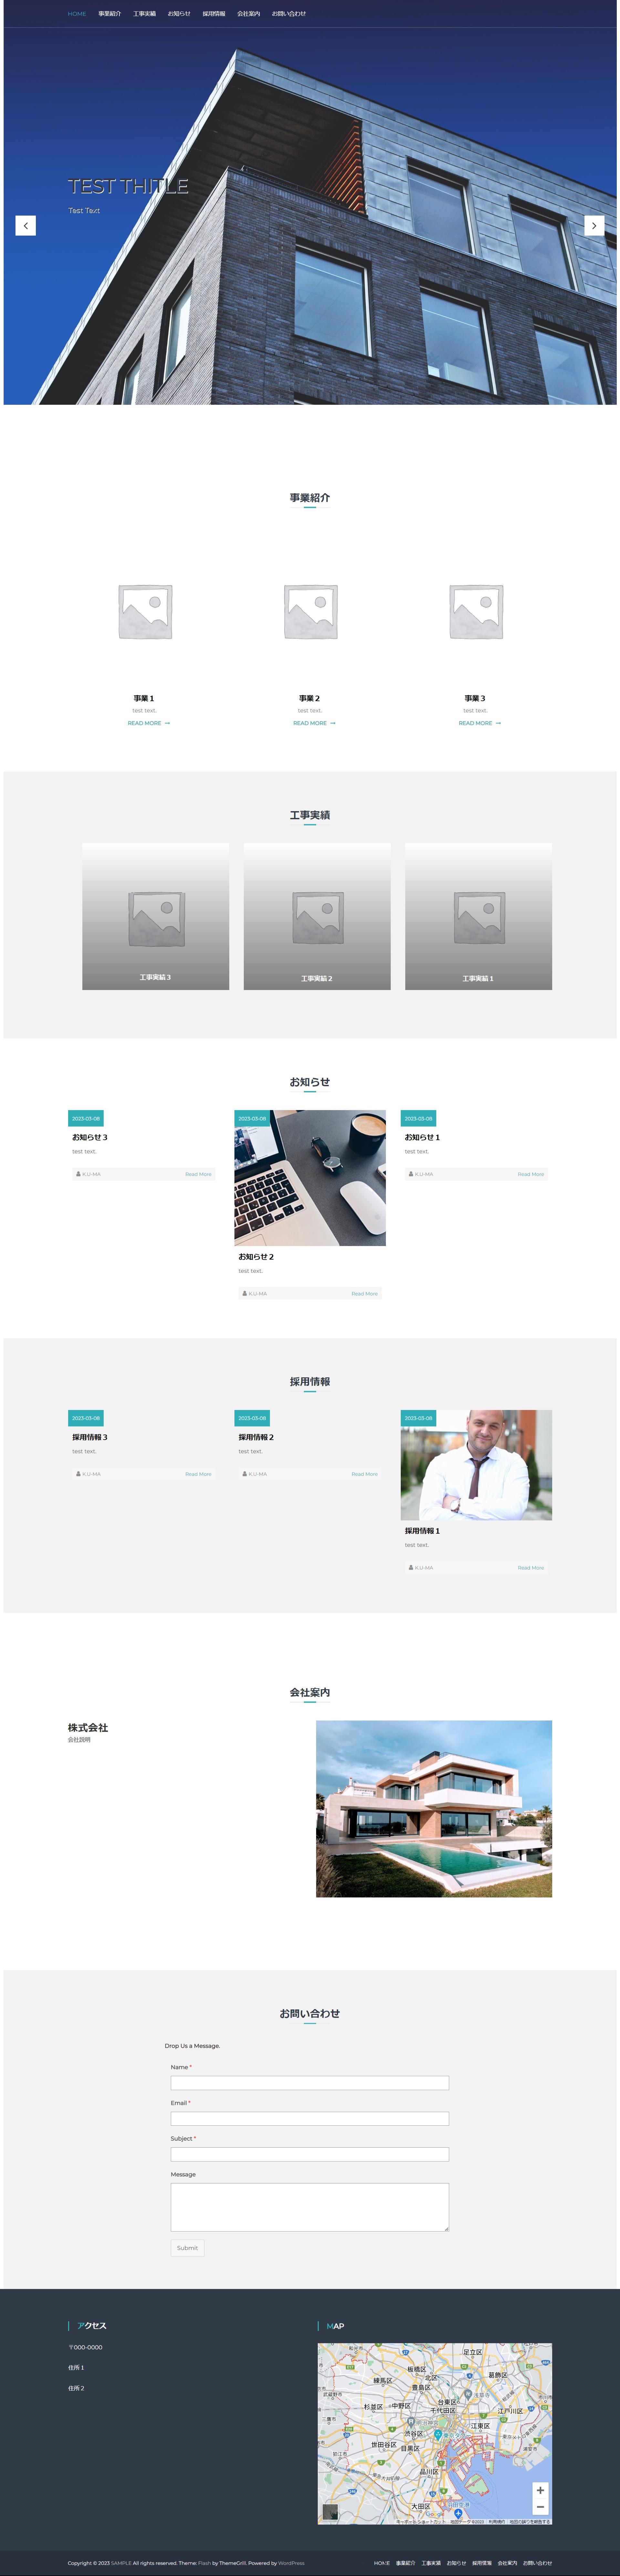 HOME 事業紹介 工事実績 お知らせ 採用情報 会社案内 お問い合わせ
TEST THITLE
Test Text
事業紹介
事業１ 事業２ 事業３
test text. test text. test text.
READ MORE → READ MORE → READ MORE →
工事実績
工事実績３ 工事実績２ 工事実績１
お知らせ
2023-03-08 2023-03-08 2023-03-08
お知らせ３ お知らせ１
test text. test text.
K.U-MA Read More K.U-MA Read More
お知らせ２
test text.
K.U-MA Read More
採用情報
2023-03-08 2023-03-08 2023-03-08
採用情報３ 採用情報２
test text. test text.
K.U-MA Read More K.U-MA Read More
採用情報１
test text.
K.U-MA Read More
会社案内
株式会社
会社説明
お問い合わせ
Drop Us a Message.
Name *
Email *
Subject *
Message
Submit
アクセス MAP
〒000-0000
住所１
住所２
足立区
板橋区
北区
練馬区
葛飾区
豊島区
台東区
杉並区 中野区
千代田区
江戸川区
渋谷区
江東区
世田谷区
目黒区
品川区
大田区
Copyright © 2023 SAMPLE All rights reserved. Theme: Flash by ThemeGrill. Powered by WordPress
HOME 事業紹介 工事実績 お知らせ 採用情報 会社案内 お問い合わせ